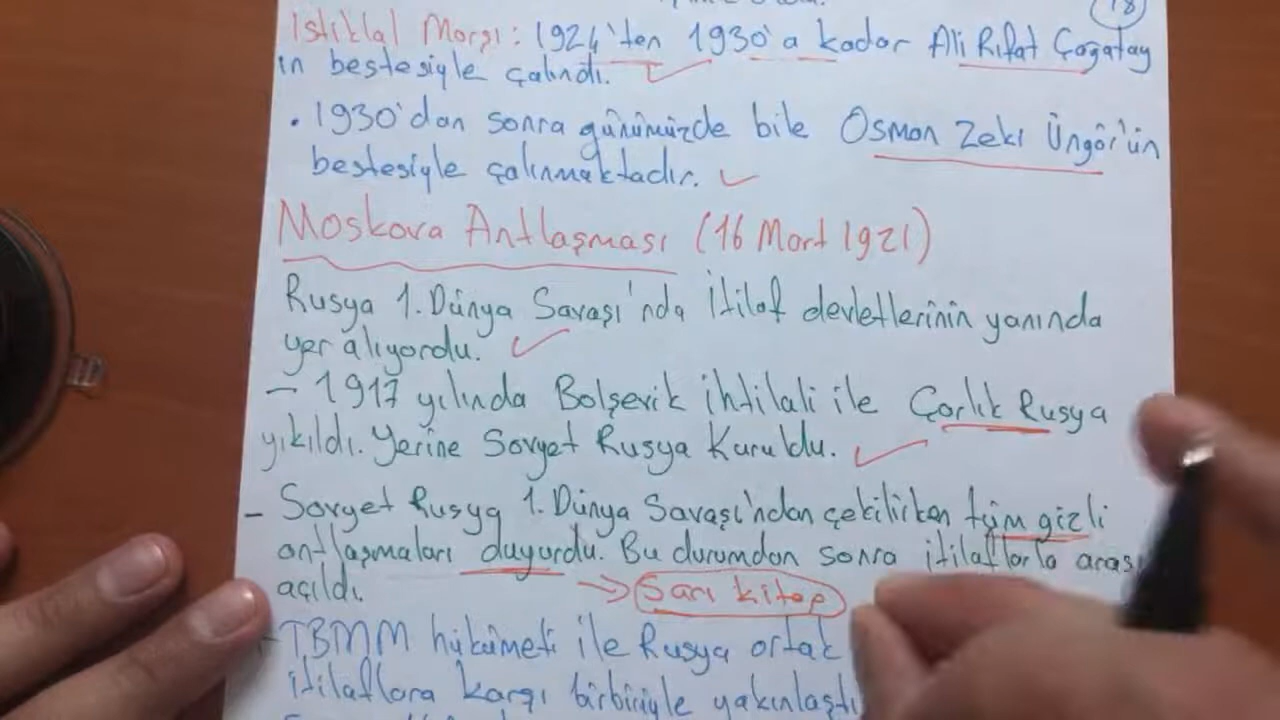 18
İstiklal Marşı: 1924'ten 1930'a kadar Ali Rıfat Çagatay
ın bestesiyle çalındı.
• 1930'dan sonra günümüzde bile Osman Zeki Üngör'ün
bestesiyle çalınmaktadır.
Moskova Antlaşması (16 Mart 1921)
Rusya 1. Dünya Savaşı'nda İtilaf devletlerinin yanında
yer alıyordu.
- 1917 yılında Bolşevik ihtilali ile Çarlık Rusya
yıkıldı. Yerine Sovyet Rusya Kuruldu.
- Sovyet Rusya 1. Dünya Savaşı'ndan çekilirken tüm gizli
antlaşmaları duyurdu. Bu durumdan sonra itilaflarla arası
açıldı. → Sarı kitap
- TBMM hükümeti ile Rusya ortak
itilaflara karşı birbiriyle yakınlaştı